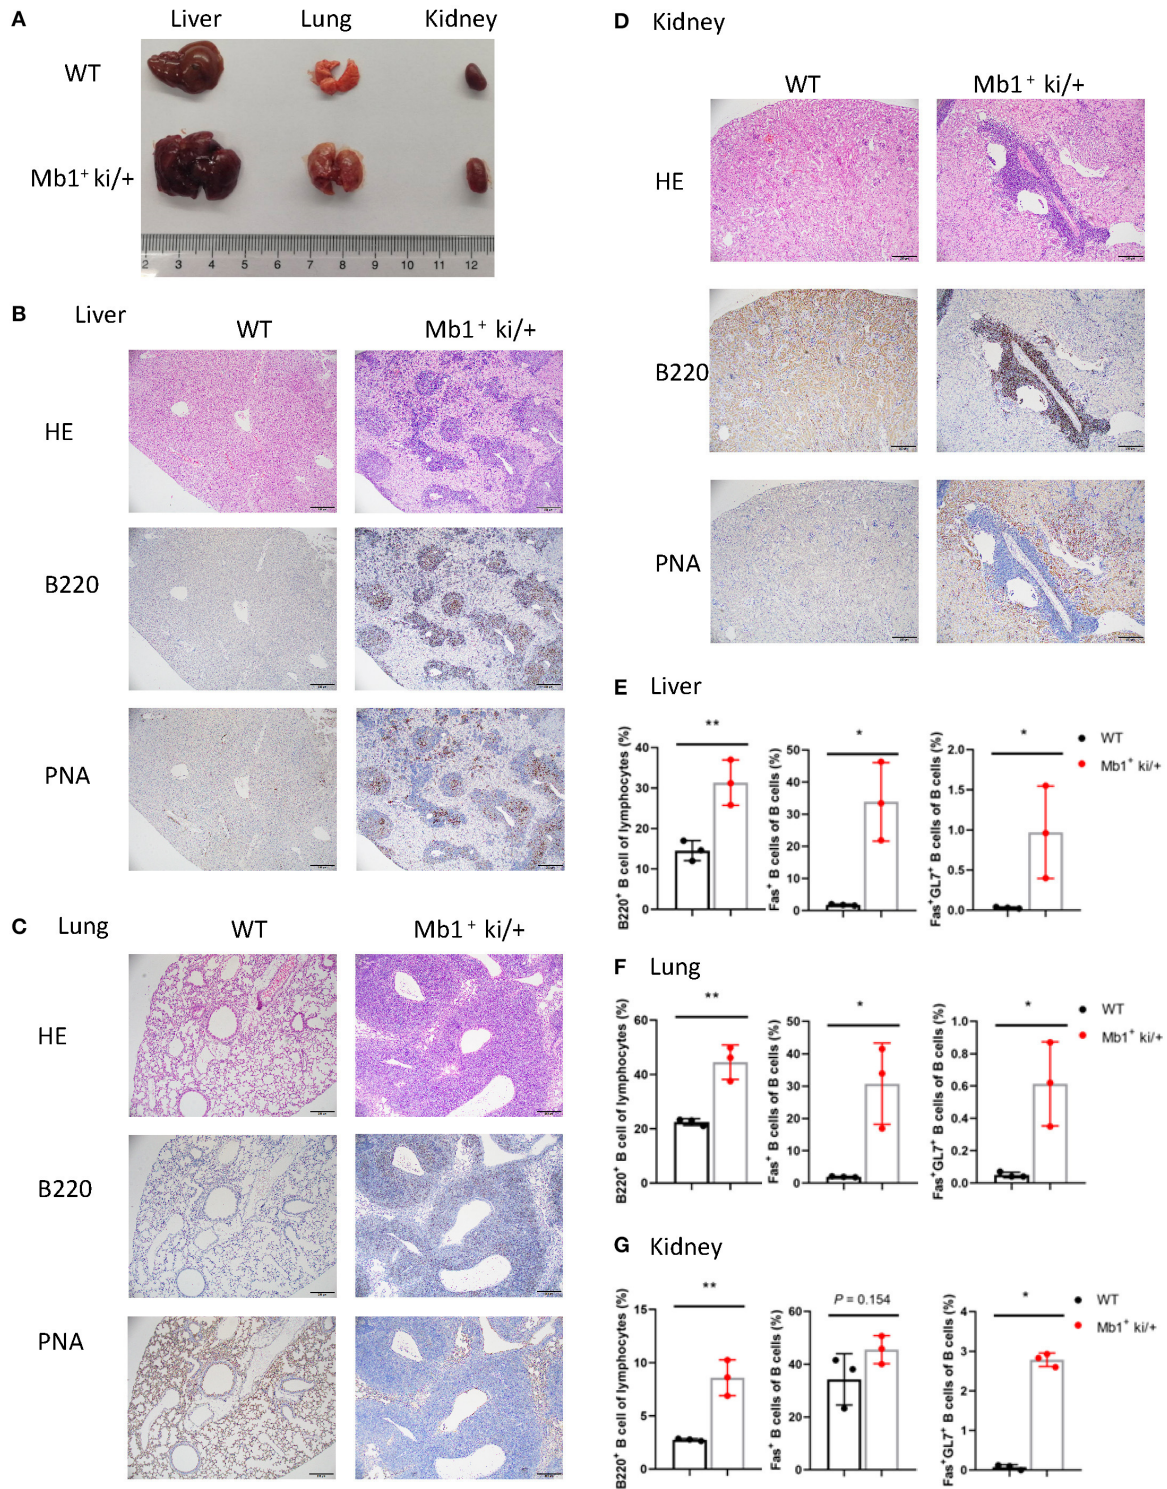 A
Liver Lung Kidney
WT
Mb1⁺ ki/+
2 3 4 5 6 7 8 9 10 11 12
B Liver
WT Mb1⁺ ki/+
HE
B220
PNA
C Lung
WT Mb1⁺ ki/+
HE
B220
PNA
D Kidney
WT Mb1⁺ ki/+
HE
B220
PNA
E Liver
B220⁺ B cell of lymphocytes (%)
40
30
20
10
0
**
Fas⁺ B cells of B cells (%)
50
40
30
20
10
0
*
Fas⁺GL7⁺ B cells of B cells (%)
2.0
1.5
1.0
0.5
0.0
*
WT
Mb1⁺ ki/+
F Lung
B220⁺ B cell of lymphocytes (%)
60
40
20
0
**
Fas⁺ B cells of B cells (%)
50
40
30
20
10
0
*
Fas⁺GL7⁺ B cells of B cells (%)
1.0
0.8
0.6
0.4
0.2
0.0
*
WT
Mb1⁺ ki/+
G Kidney
B220⁺ B cell of lymphocytes (%)
15
10
5
0
**
Fas⁺ B cells of B cells (%)
60
40
20
0
P = 0.154
Fas⁺GL7⁺ B cells of B cells (%)
4
3
2
1
0
*
WT
Mb1⁺ ki/+